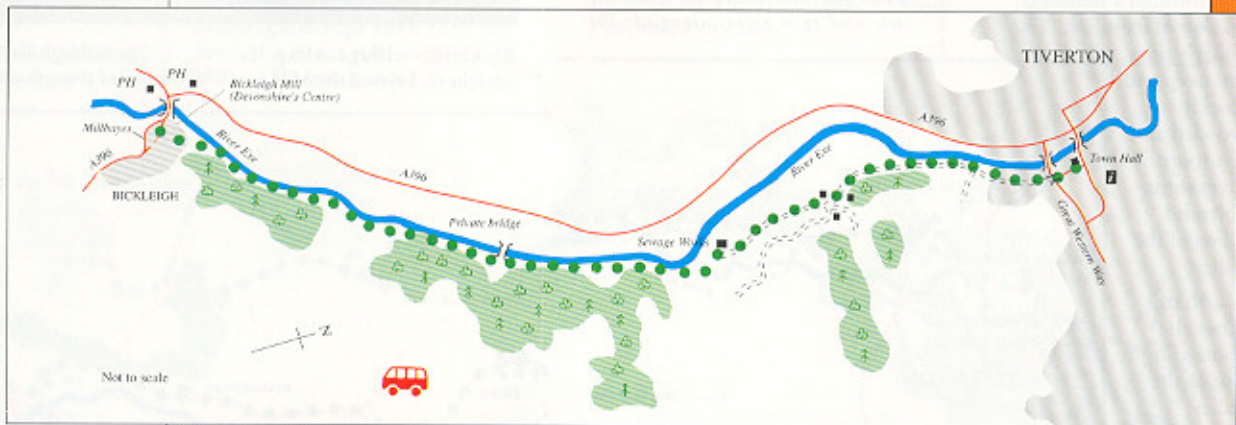 TIVERTON
PH
PH
Bickleigh Mill
(Devonshire's Centre)
Millhayes
River Exe
A396
A396
BICKLEIGH
A396
River Exe
Town Hall
i
Great Western Way
Private bridge
Sewage Works
N
Not to scale